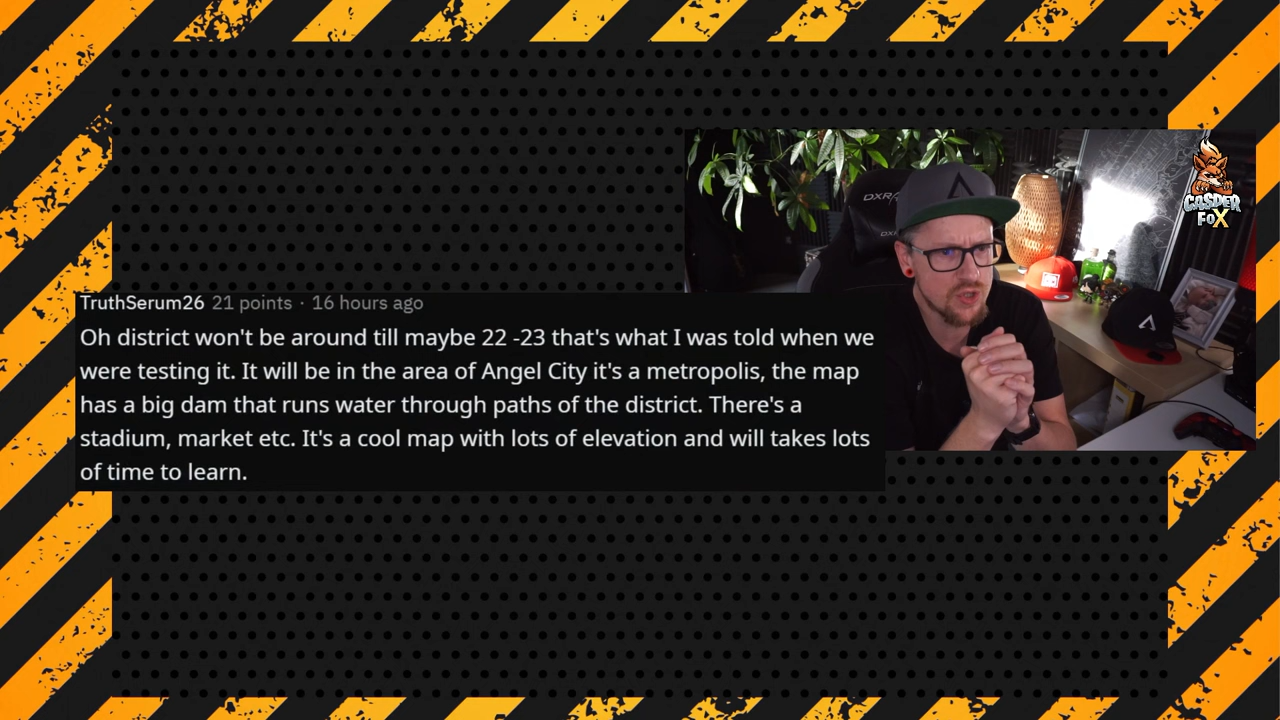 DXRA
CASPER
FoX
TruthSerum26 21 points · 16 hours ago
Oh district won't be around till maybe 22 -23 that's what I was told when we
were testing it. It will be in the area of Angel City it's a metropolis, the map
has a big dam that runs water through paths of the district. There's a
stadium, market etc. It's a cool map with lots of elevation and will takes lots
of time to learn.